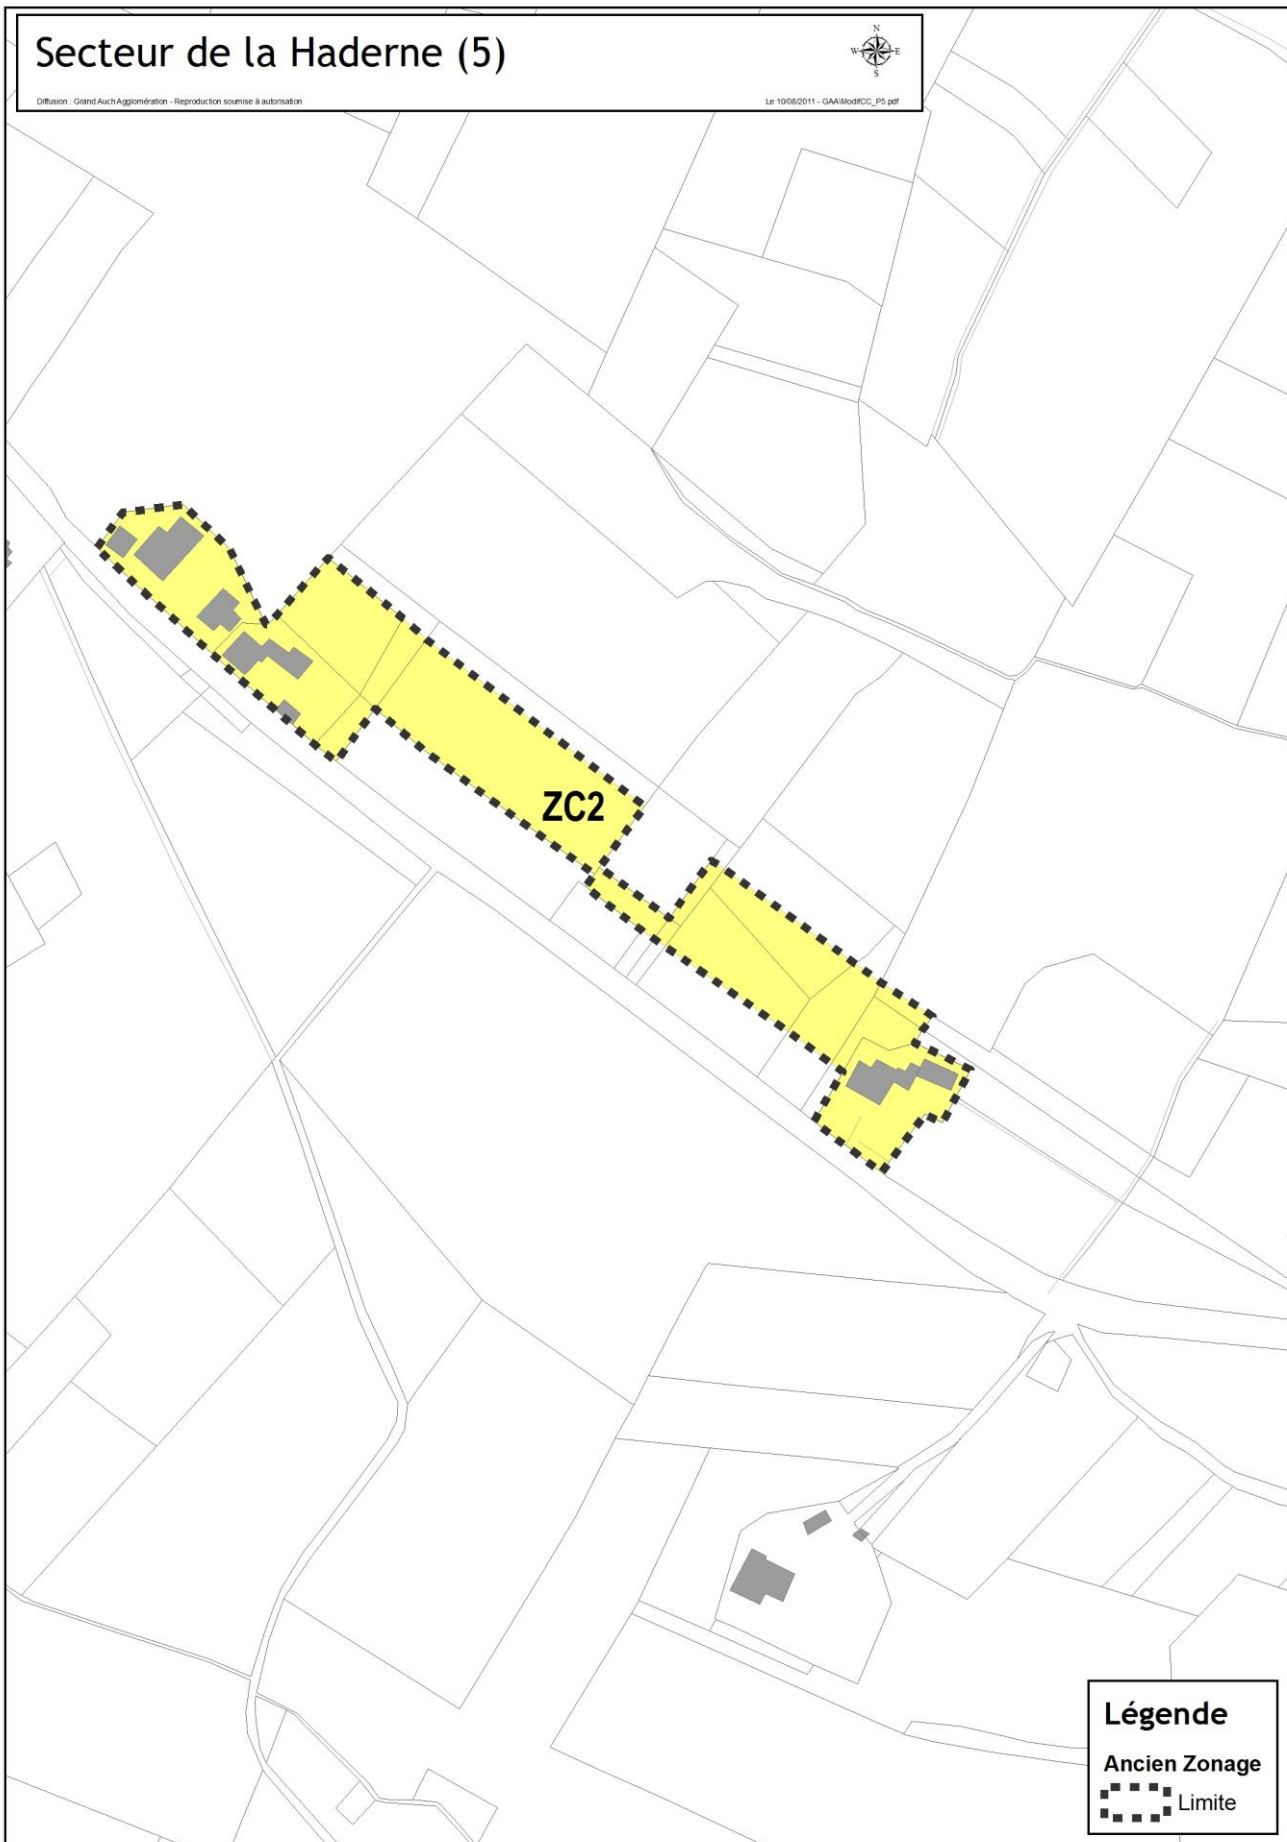 Secteur de la Haderne (5)
N
W E
S
Diffusion : Grand Auch Agglomération - Reproduction soumise à autorisation
Le 10/08/2011 - GAA\ModifCC_P5.pdf
ZC2
Légende
Ancien Zonage
Limite